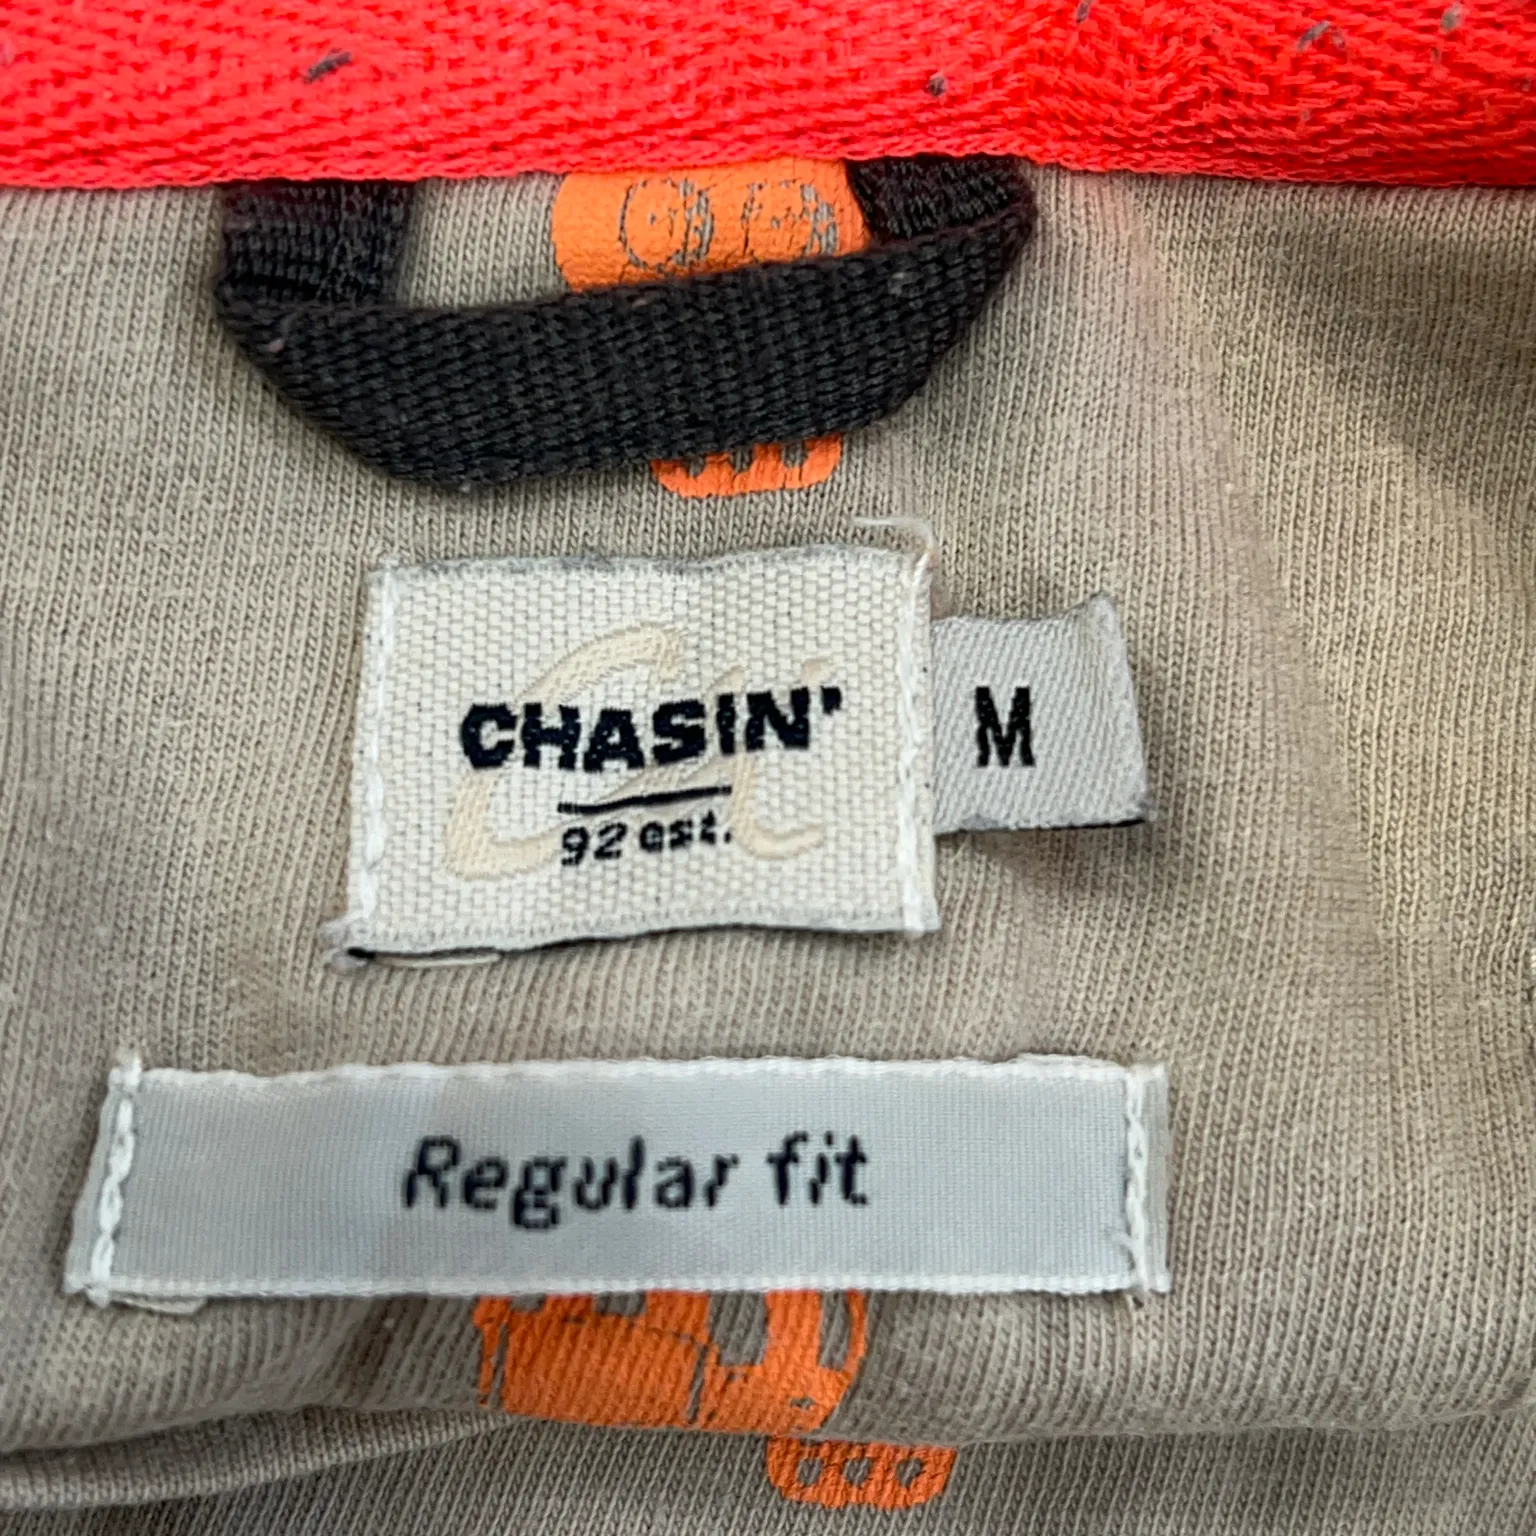 CHASIN'
92 est.
M
Regular fit